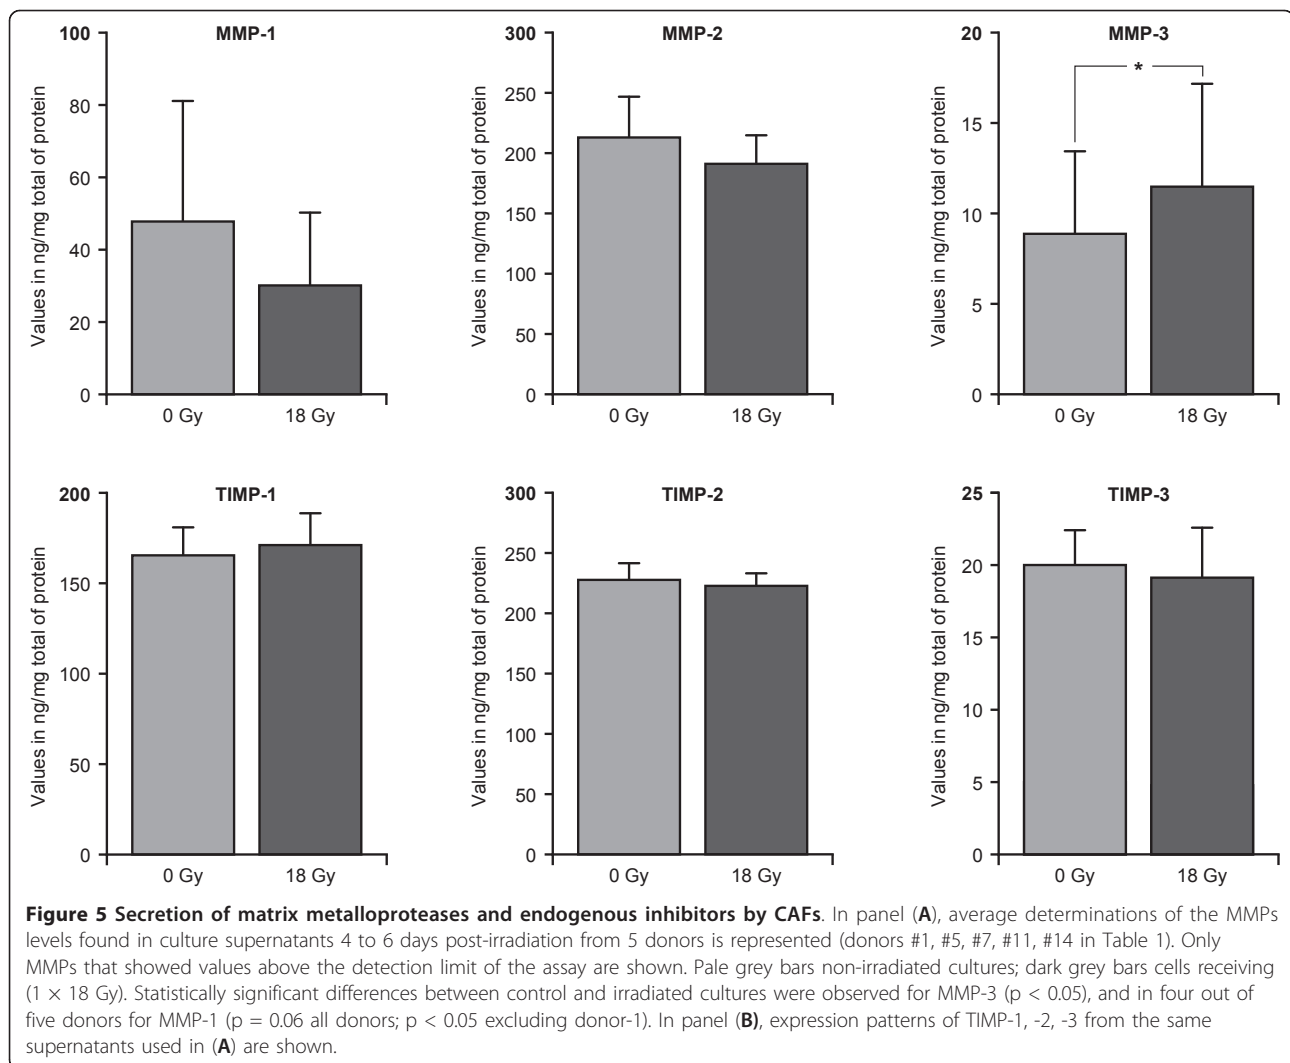 MMP-1
100
80
60
40
20
0
Values in ng/mg total of protein
0 Gy
18 Gy
MMP-2
300
250
200
150
100
50
0
Values in ng/mg total of protein
0 Gy
18 Gy
MMP-3
20
15
10
5
0
Values in ng/mg total of protein
*
0 Gy
18 Gy
TIMP-1
200
150
100
50
0
Values in ng/mg total of protein
0 Gy
18 Gy
TIMP-2
300
250
200
150
100
50
0
Values in ng/mg total of protein
0 Gy
18 Gy
TIMP-3
25
20
15
10
5
0
Values in ng/mg total of protein
0 Gy
18 Gy
Figure 5 Secretion of matrix metalloproteases and endogenous inhibitors by CAFs. In panel (A), average determinations of the MMPs
levels found in culture supernatants 4 to 6 days post-irradiation from 5 donors is represented (donors #1, #5, #7, #11, #14 in Table 1). Only
MMPs that showed values above the detection limit of the assay are shown. Pale grey bars non-irradiated cultures; dark grey bars cells receiving
(1 × 18 Gy). Statistically significant differences between control and irradiated cultures were observed for MMP-3 (p < 0.05), and in four out of
five donors for MMP-1 (p = 0.06 all donors; p < 0.05 excluding donor-1). In panel (B), expression patterns of TIMP-1, -2, -3 from the same
supernatants used in (A) are shown.